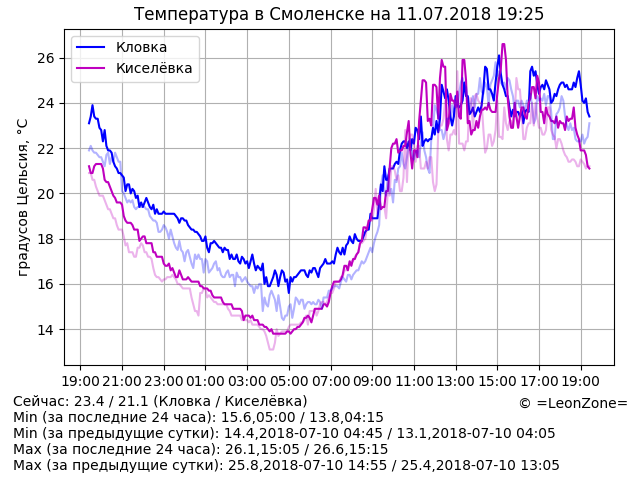 Температура в Смоленске на 11.07.2018 19:25
Кловка
Киселёвка
градусов Цельсия, °C
26
24
22
20
18
16
14
19:00 21:00 23:00 01:00 03:00 05:00 07:00 09:00 11:00 13:00 15:00 17:00 19:00
Сейчас: 23.4 / 21.1 (Кловка / Киселёвка)
© =LeonZone=
Min (за последние 24 часа): 15.6,05:00 / 13.8,04:15
Min (за предыдущие сутки): 14.4,2018-07-10 04:45 / 13.1,2018-07-10 04:05
Max (за последние 24 часа): 26.1,15:05 / 26.6,15:15
Max (за предыдущие сутки): 25.8,2018-07-10 14:55 / 25.4,2018-07-10 13:05